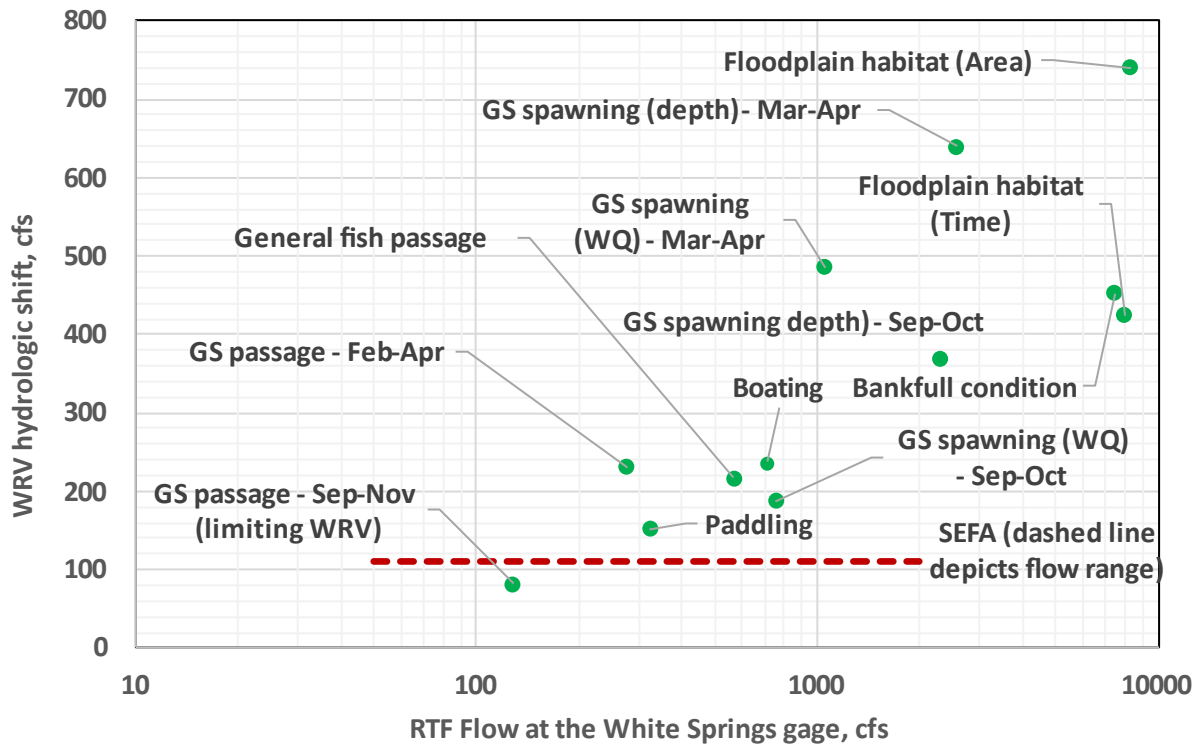 800
700
600
500
400
300
200
100
0
WRV hydrologic shift, cfs
Floodplain habitat (Area)
GS spawning (depth) - Mar-Apr
Floodplain habitat
(Time)
GS spawning
(WQ) - Mar-Apr
General fish passage
GS spawning depth) - Sep-Oct
GS passage - Feb-Apr
Boating
Bankfull condition
GS spawning (WQ)
- Sep-Oct
GS passage - Sep-Nov
(limiting WRV)
Paddling
SEFA (dashed line
depicts flow range)
10
100
1000
10000
RTF Flow at the White Springs gage, cfs